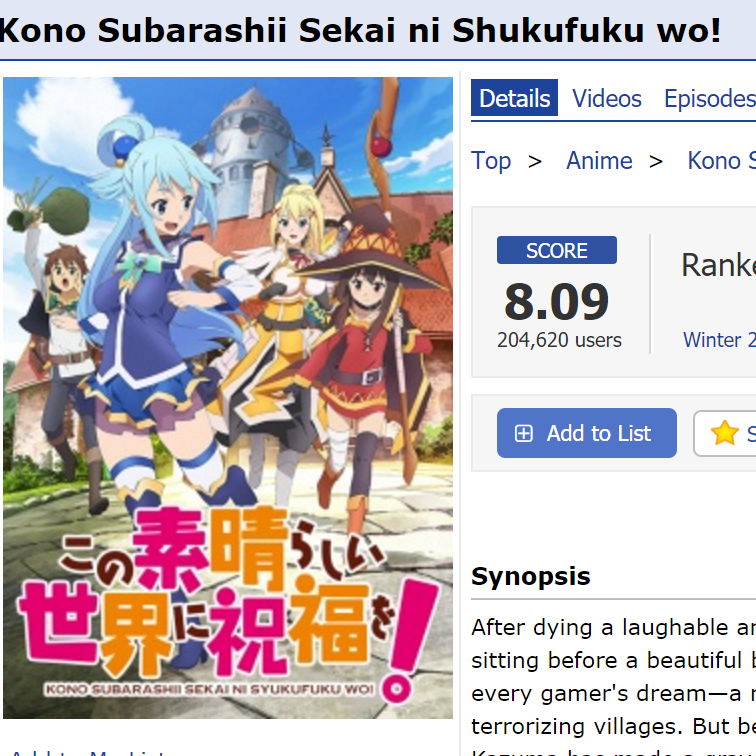 Kono Subarashii Sekai ni Shukufuku wo!
この素晴らしい
世界に祝福を!
KONO SUBARASHII SEKAI NI SYUKUFUKU WO!
Details Videos Episodes
Top > Anime > Kono S
SCORE
8.09
204,620 users
Ranke
Winter 2
Add to List
S
Synopsis
After dying a laughable a
sitting before a beautiful b
every gamer's dream—a
terrorizing villages. But be